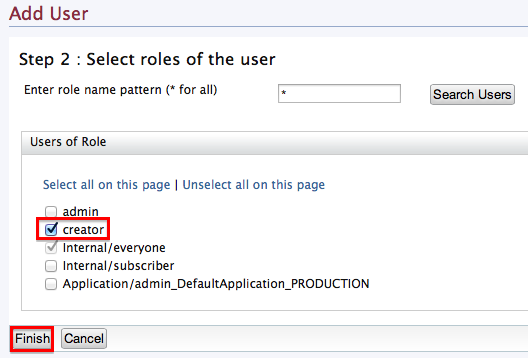 Add User
Step 2 : Select roles of the user
Enter role name pattern (* for all) * Search Users
Users of Role
Select all on this page | Unselect all on this page
admin
creator
Internal/everyone
Internal/subscriber
Application/admin_DefaultApplication_PRODUCTION
Finish Cancel